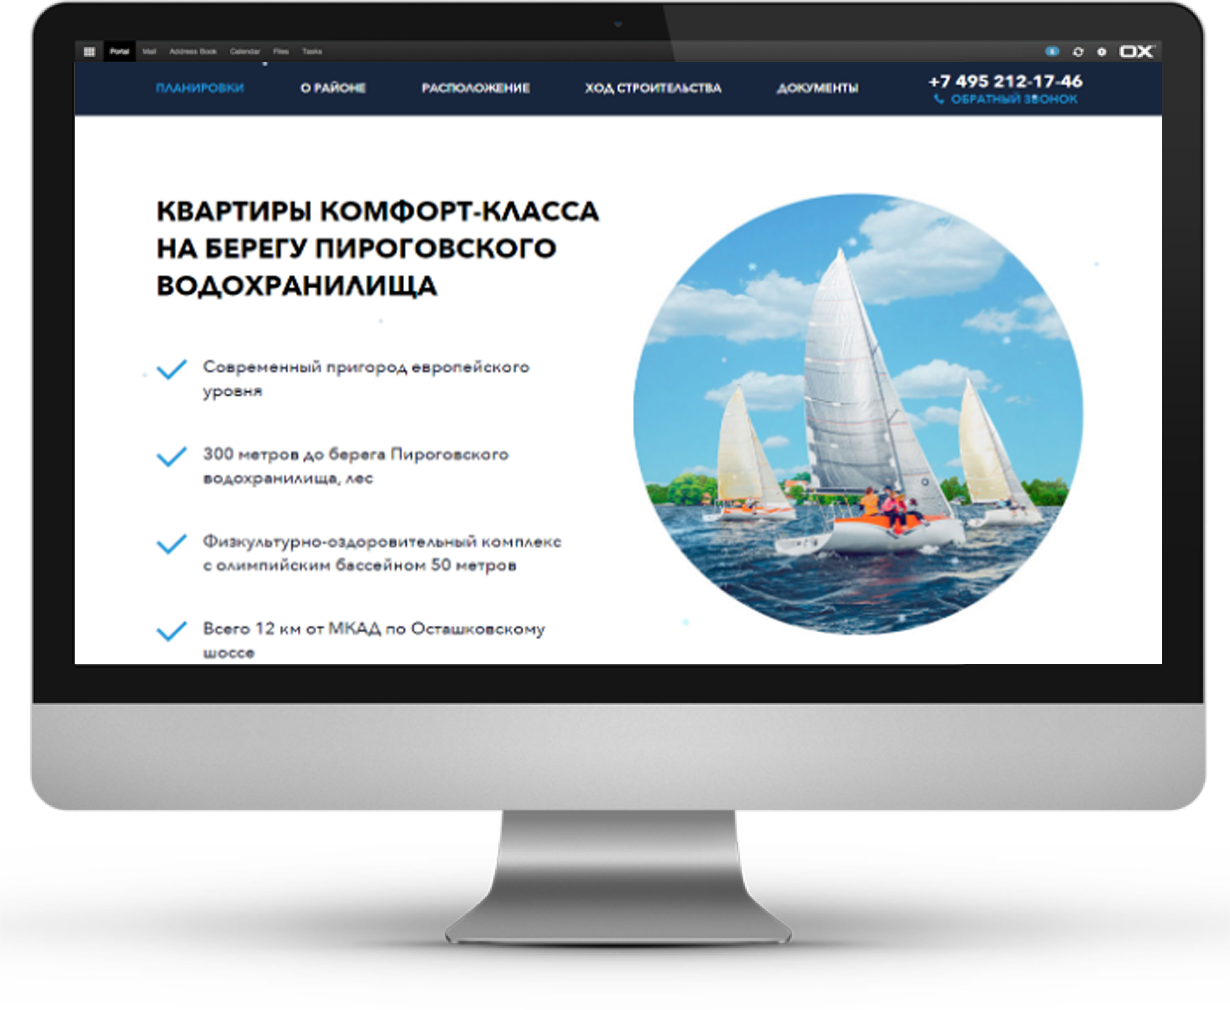 Portal Mail Address Book Calendar Files Tasks
OX
ПЛАНИРОВКИ О РАЙОНЕ РАСПОЛОЖЕНИЕ ХОД СТРОИТЕЛЬСТВА ДОКУМЕНТЫ
+7 495 212-17-46
ОБРАТНЫЙ ЗВОНОК
КВАРТИРЫ КОМФОРТ-КЛАССА
НА БЕРЕГУ ПИРОГОВСКОГО
ВОДОХРАНИЛИЩА
Современный пригород европейского
уровня
300 метров до берега Пироговского
водохранилища, лес
Физкультурно-оздоровительный комплекс
с олимпийским бассейном 50 метров
Всего 12 км от МКАД по Осташковскому
шоссе